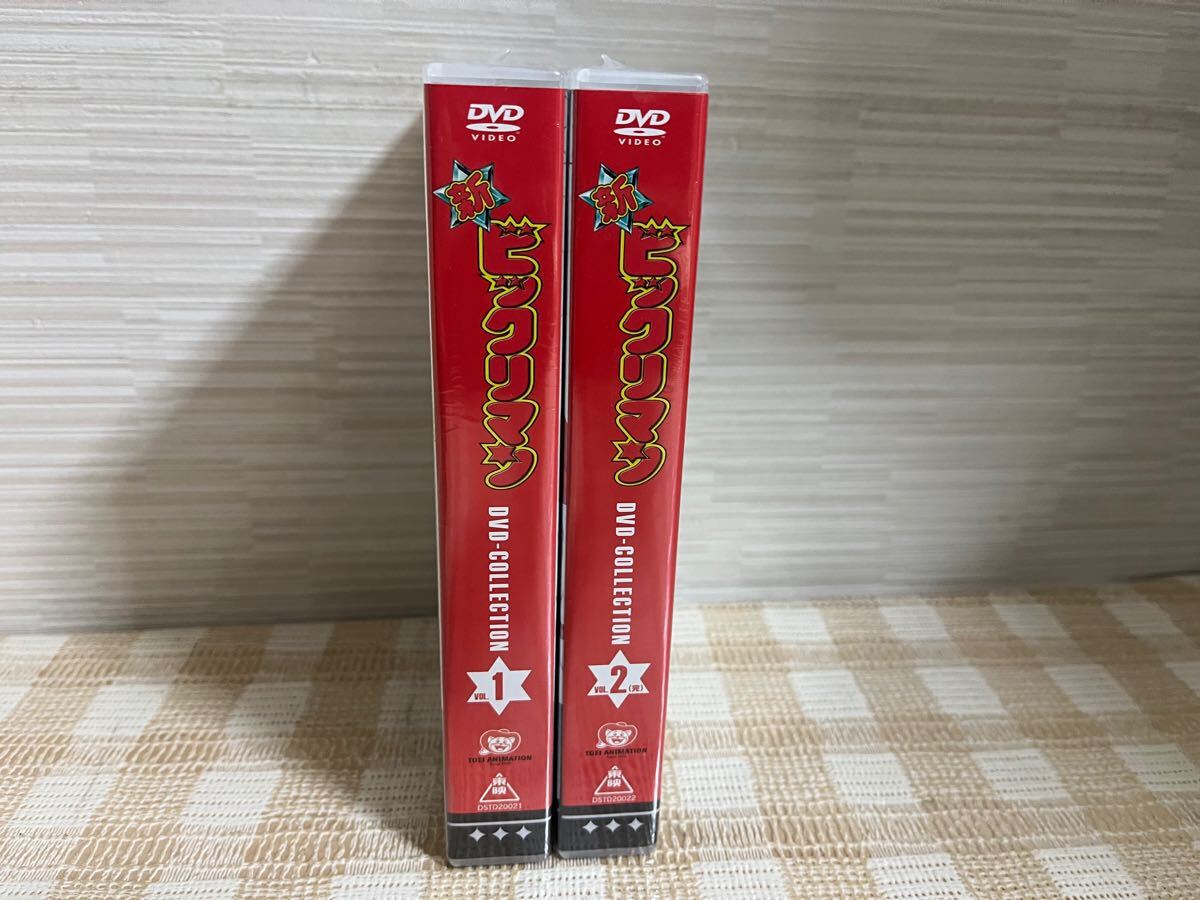 DVD
VIDEO
新
ビックリマン
DVD-COLLECTION
VOL. 1
TOEI ANIMATION
東映
DSTD20021
DVD
VIDEO
新
ビックリマン
DVD-COLLECTION
VOL. 2 (完)
TOEI ANIMATION
東映
DSTD20022